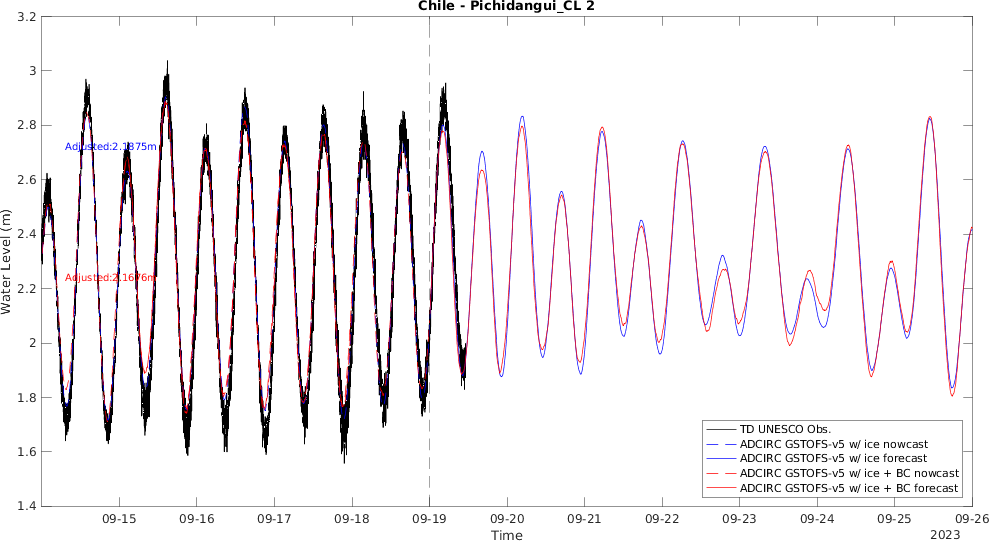 Chile - Pichidangui_CL 2
3.2
3
2.8
2.6
2.4
2.2
2
1.8
1.6
1.4
Water Level (m)
Adjusted:2.1875m
Adjusted:2.1676m
TD UNESCO Obs.
ADCIRC GSTOFS-v5 w/ ice nowcast
ADCIRC GSTOFS-v5 w/ ice forecast
ADCIRC GSTOFS-v5 w/ ice + BC nowcast
ADCIRC GSTOFS-v5 w/ ice + BC forecast
09-15 09-16 09-17 09-18 09-19 09-20 09-21 09-22 09-23 09-24 09-25 09-26
Time
2023